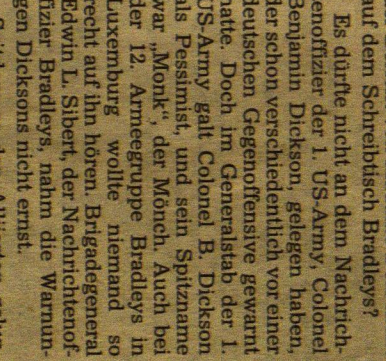 auf dem Schreibtisch Bradleys?
Es dürfte nicht an dem Nachrich-
enoffizier der 1. US-Army, Colonel
Benjamin Dickson, gelegen haben,
der schon verschiedentlich vor einer
deutschen Gegenoffensive gewarnt
hatte. Doch im Generalstab der 1.
US-Army galt Colonel B. Dickson
als Pessimist, und sein Spitzname
war „Monk“, der Mönch. Auch bei
der 12. Armeegruppe Bradleys in
Luxemburg wollte niemand so
recht auf ihn hören. Brigadegeneral
Edwin L. Sibert, der Nachrichtenof-
fizier Bradleys, nahm die Warnun-
gen Dicksons nicht ernst.